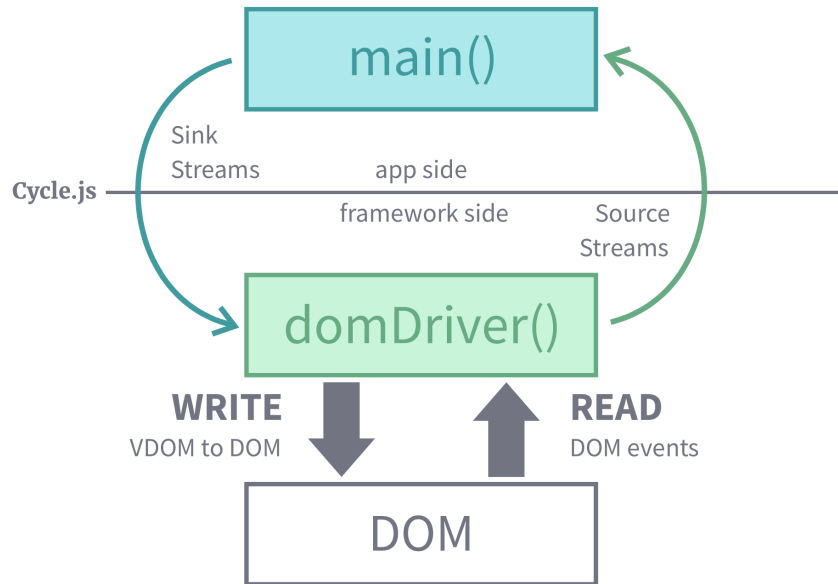 main()
Sink
Streams
app side
Cycle.js
framework side
Source
Streams
domDriver()
WRITE
VDOM to DOM
READ
DOM events
DOM